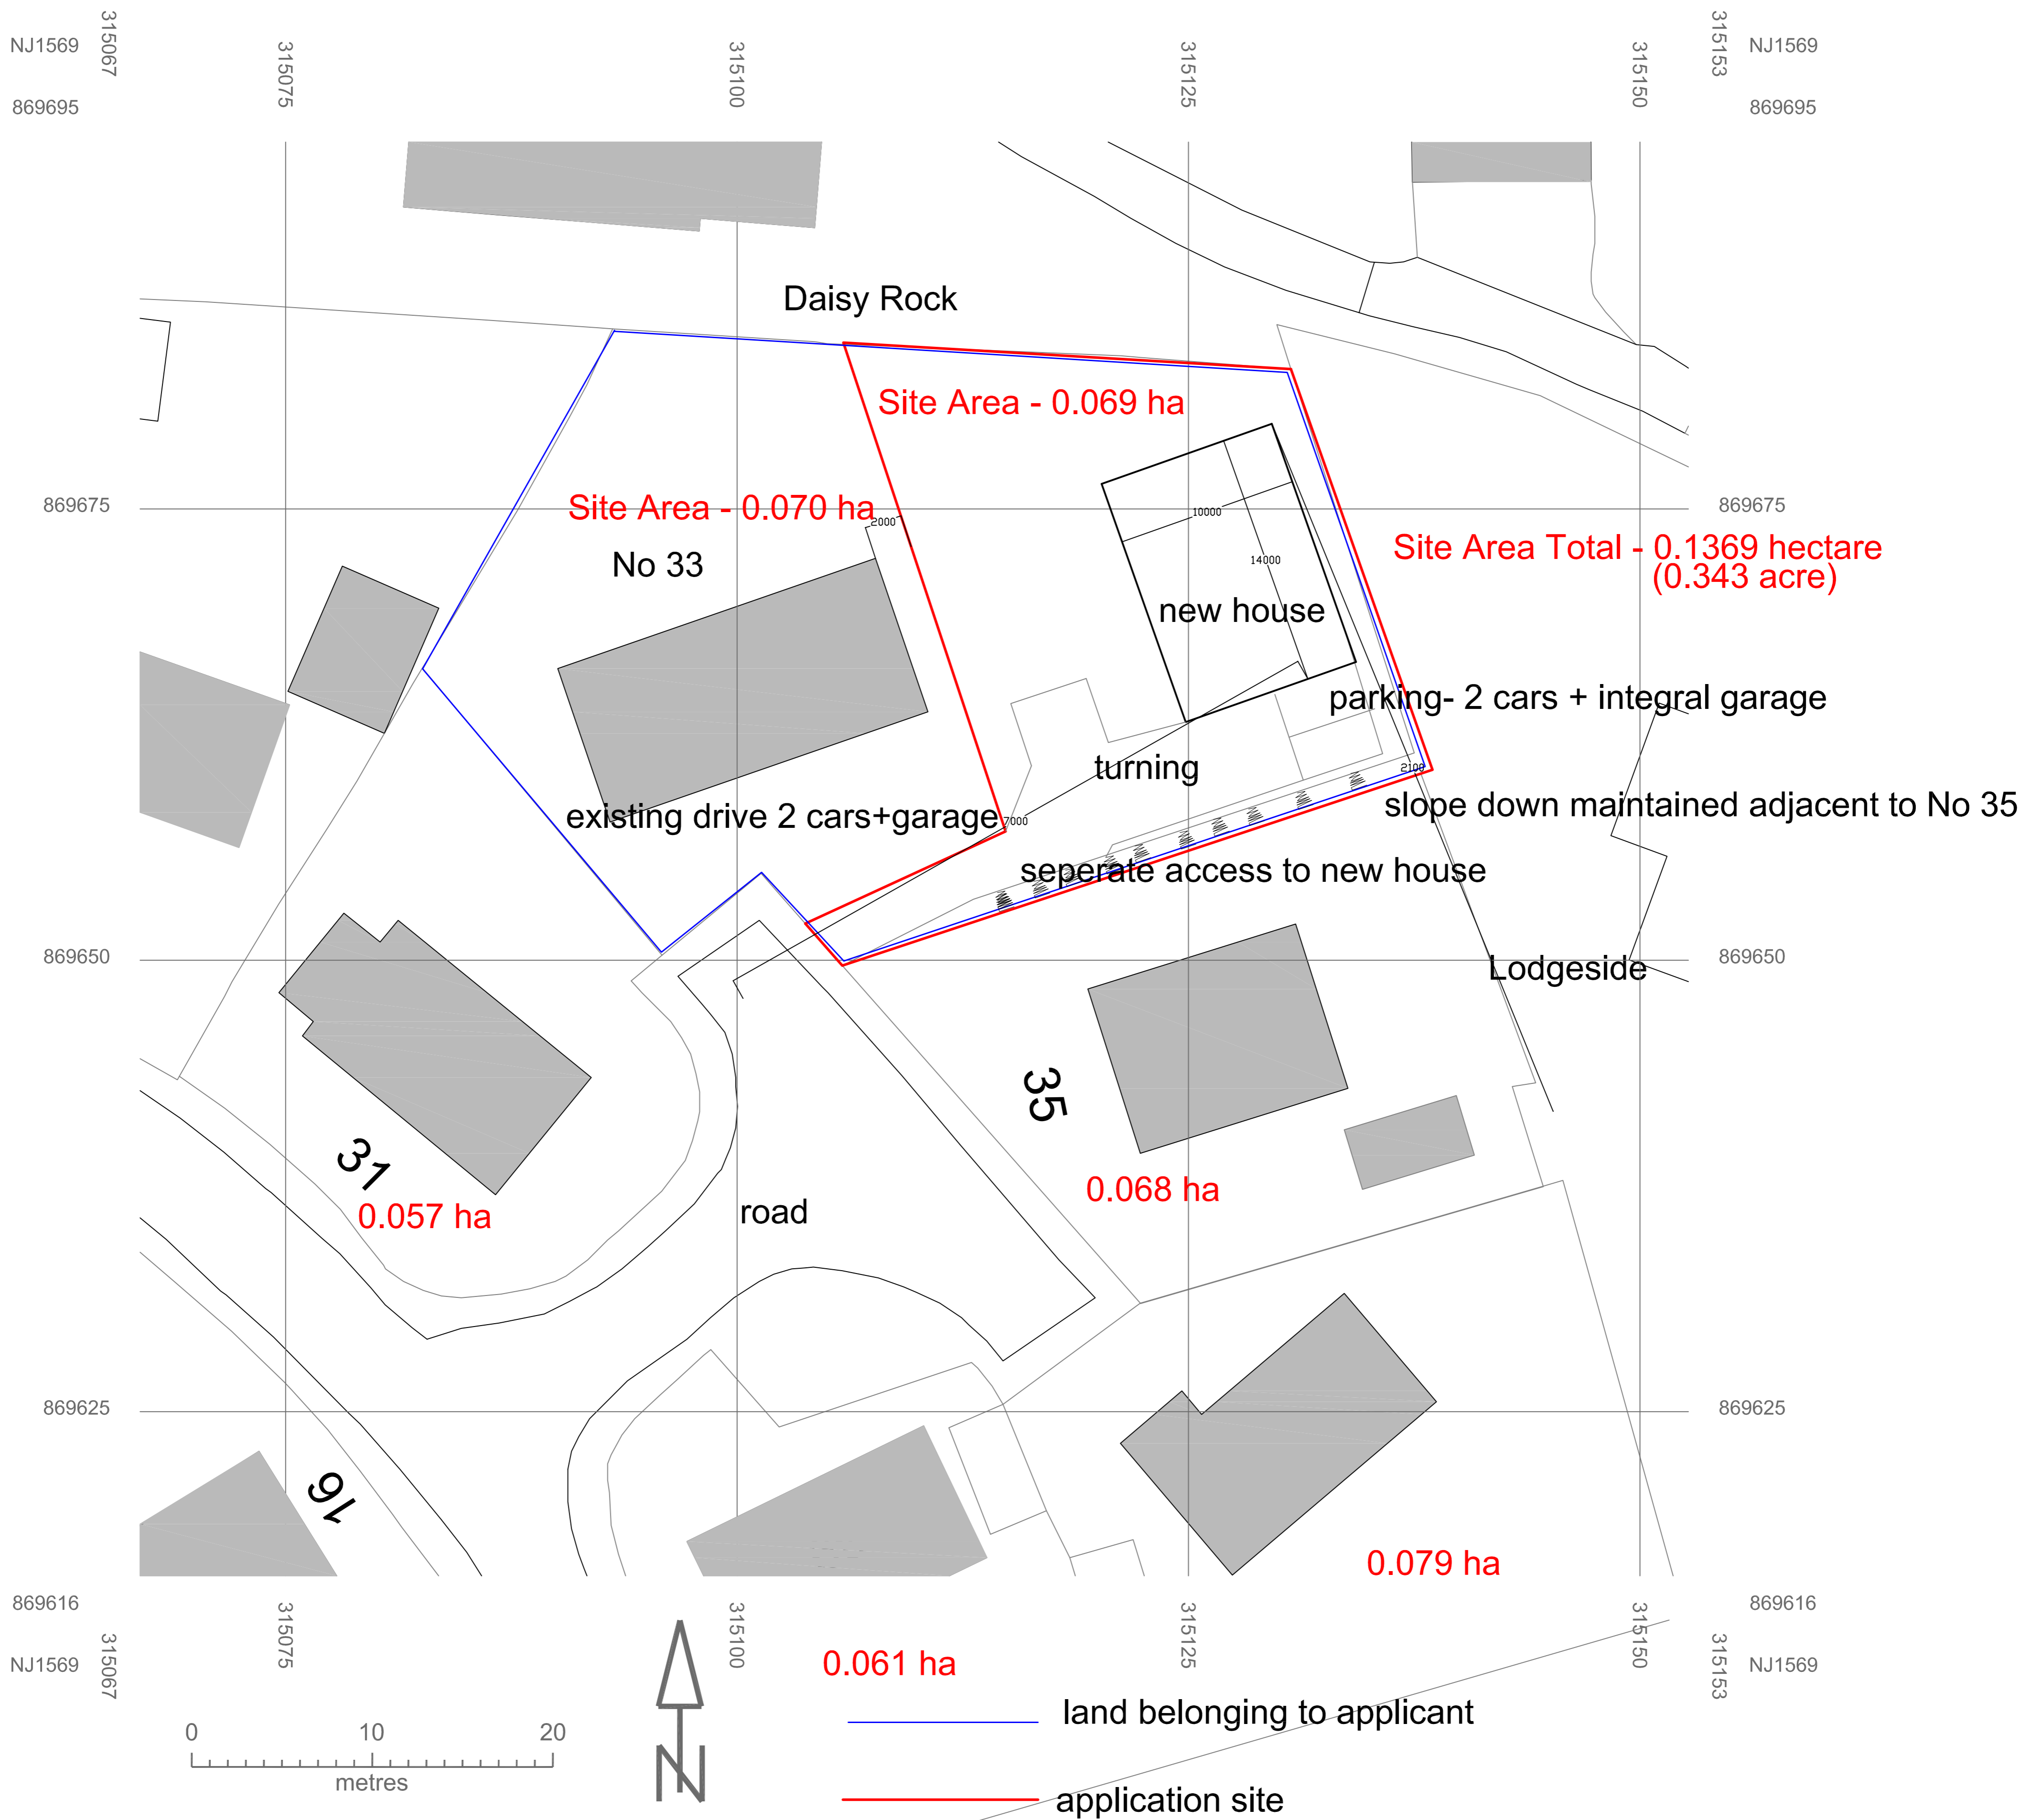 NJ1569
315067
315075
315100
315125
315150
315153
NJ1569
869695
869695
Daisy Rock
Site Area - 0.069 ha
869675
Site Area - 0.070 ha
2000
10000
869675
Site Area Total - 0.1369 hectare
(0.343 acre)
No 33
14000
new house
parking- 2 cars + integral garage
turning
2100
slope down maintained adjacent to No 35
existing drive 2 cars+garage
7000
seperate access to new house
869650
869650
Lodgeside
35
31
0.057 ha
0.068 ha
road
869625
869625
16
0.079 ha
869616
869616
NJ1569
315067
315075
315100
315125
315150
315153
NJ1569
0.061 ha
land belonging to applicant
0
10
20
metres
N
application site